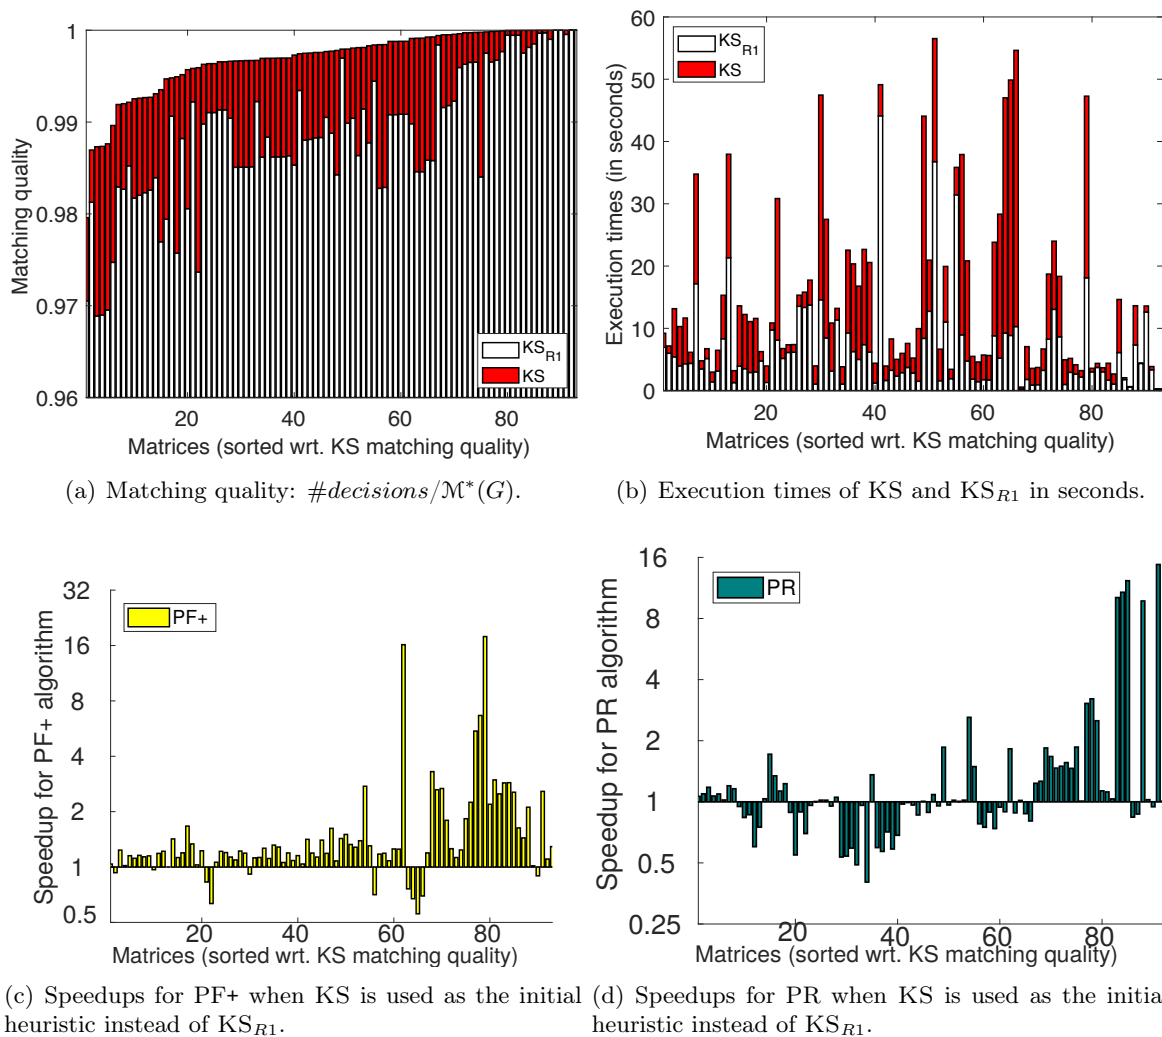 1
0.99
0.98
0.97
0.96
Matching quality
KS_R1
KS
20
40
60
80
Matrices (sorted wrt. KS matching quality)
(a) Matching quality: #decisions/M*(G).
60
50
40
30
20
10
0
Execution times (in seconds)
KS_R1
KS
20
40
60
80
Matrices (sorted wrt. KS matching quality)
(b) Execution times of KS and KS_R1 in seconds.
32
16
8
4
2
1
0.5
Speedup for PF+ algorithm
PF+
20
40
60
80
Matrices (sorted wrt. KS matching quality)
(c) Speedups for PF+ when KS is used as the initial
heuristic instead of KS_R1.
16
8
4
2
1
0.5
0.25
Speedup for PR algorithm
PR
20
40
60
80
Matrices (sorted wrt. KS matching quality)
(d) Speedups for PR when KS is used as the initia
heuristic instead of KS_R1.